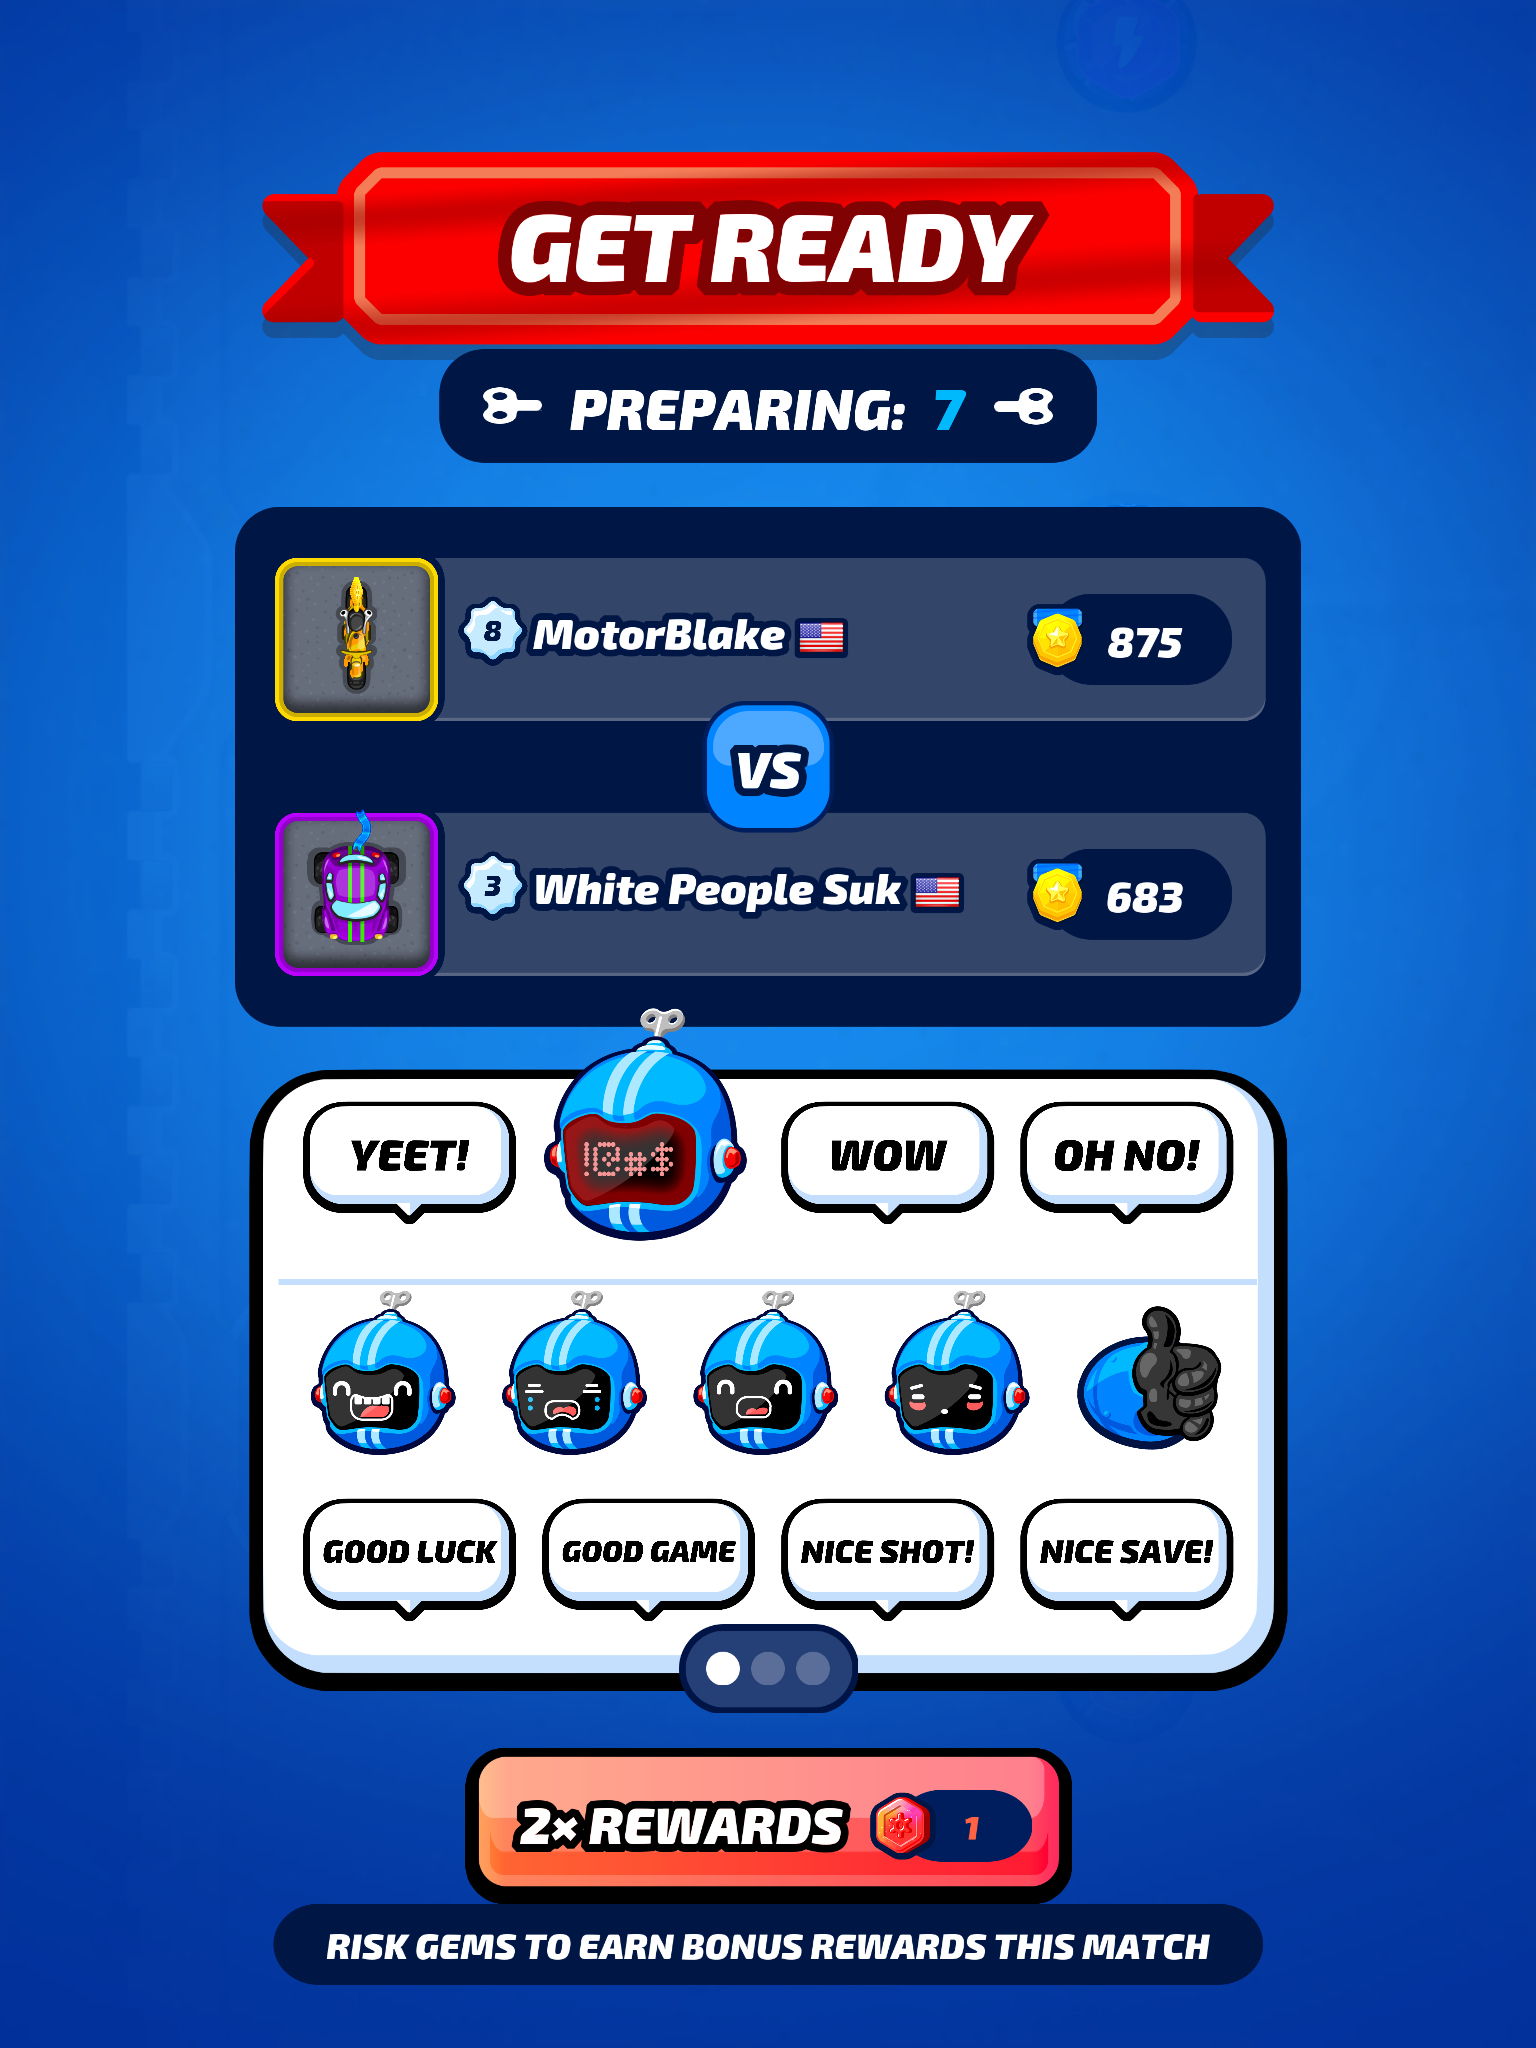 GET READY
PREPARING: 7
8 MotorBlake 875
VS
3 White People Suk 683
YEET! !@#$ WOW OH NO!
GOOD LUCK GOOD GAME NICE SHOT! NICE SAVE!
2x REWARDS 1
RISK GEMS TO EARN BONUS REWARDS THIS MATCH